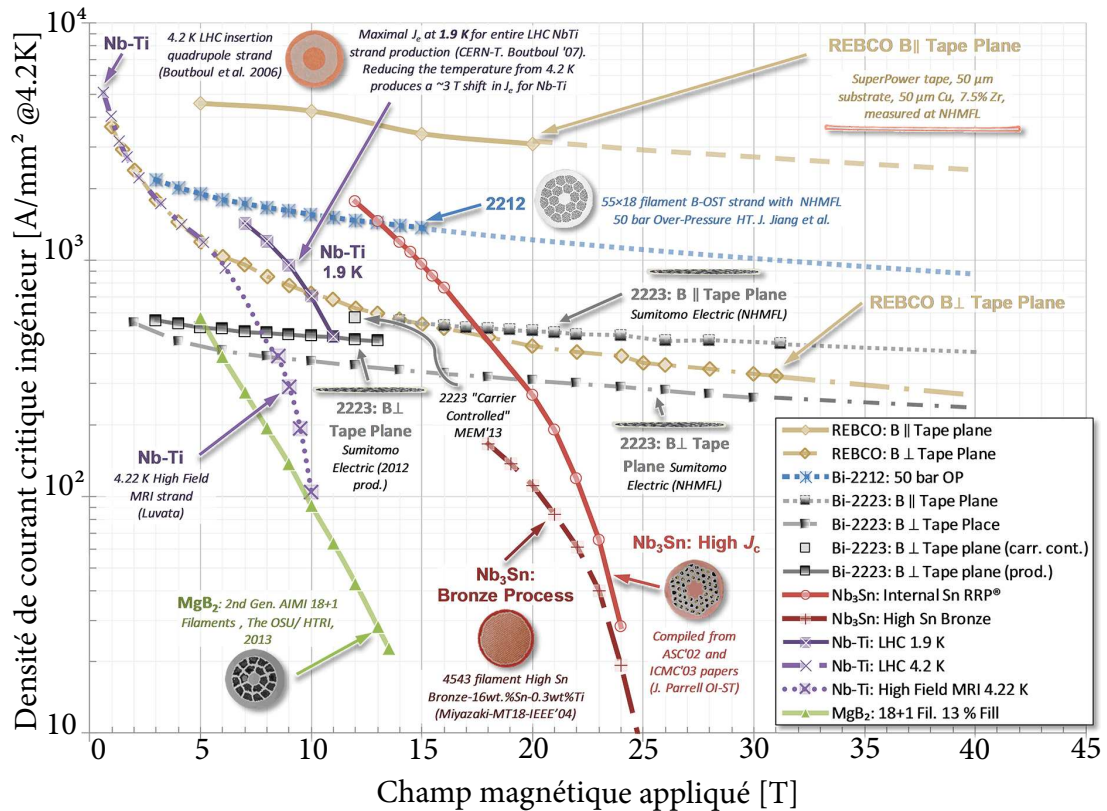 Densité de courant critique ingénieur [A/mm² @4.2K]
10⁴
10³
10²
10
Nb-Ti
4.2 K LHC insertion
quadrupole strand
(Boutboul et al. 2006)
Maximal Jₑ at 1.9 K for entire LHC NbTi
strand production (CERN-T. Boutboul '07).
Reducing the temperature from 4.2 K
produces a ~3 T shift in Jₑ for Nb-Ti
REBCO B∥ Tape Plane
SuperPower tape, 50 μm
substrate, 50 μm Cu, 7.5% Zr,
measured at NHMFL
2212
55×18 filament B-OST strand with NHMFL
50 bar Over-Pressure HT. J. Jiang et al.
Nb-Ti
1.9 K
2223: B ∥ Tape Plane
Sumitomo Electric (NHMFL)
REBCO B⊥ Tape Plane
2223: B⊥
Tape Plane
Sumitomo
Electric (2012
prod.)
2223 "Carrier
Controlled"
MEM'13
2223: B⊥ Tape
Plane Sumitomo
Electric (NHMFL)
Nb-Ti
4.22 K High Field
MRI strand
(Luvata)
MgB₂: 2nd Gen. AIMI 18+1
Filaments , The OSU/ HTRI,
2013
Nb₃Sn:
Bronze Process
4543 filament High Sn
Bronze-16wt.%Sn-0.3wt%Ti
(Miyazaki-MT18-IEEE'04)
Nb₃Sn: High Jc
Compiled from
ASC'02 and
ICMC'03 papers
(J. Parrell OI-ST)
REBCO: B ∥ Tape plane
REBCO: B ⊥ Tape Plane
Bi-2212: 50 bar OP
Bi-2223: B ∥ Tape Plane
Bi-2223: B ⊥ Tape Place
Bi-2223: B ⊥ Tape plane (carr. cont.)
Bi-2223: B ⊥ Tape plane (prod.)
Nb₃Sn: Internal Sn RRP®
Nb₃Sn: High Sn Bronze
Nb-Ti: LHC 1.9 K
Nb-Ti: LHC 4.2 K
Nb-Ti: High Field MRI 4.22 K
MgB₂: 18+1 Fil. 13 % Fill
0 5 10 15 20 25 30 35 40 45
Champ magnétique appliqué [T]